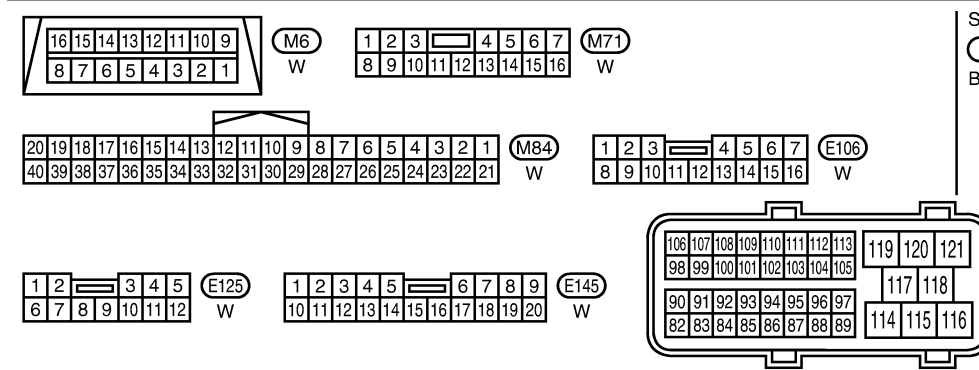 16 15 14 13 12 11 10 9 M6
8 7 6 5 4 3 2 1 W
1 2 3 4 5 6 7 M71
8 9 10 11 12 13 14 15 16 W
S
B
20 19 18 17 16 15 14 13 12 11 10 9 8 7 6 5 4 3 2 1 M84
40 39 38 37 36 35 34 33 32 31 30 29 28 27 26 25 24 23 22 21 W
1 2 3 4 5 6 7 E106
8 9 10 11 12 13 14 15 16 W
1 2 3 4 5 E125
6 7 8 9 10 11 12 W
1 2 3 4 5 6 7 8 9 E145
10 11 12 13 14 15 16 17 18 19 20 W
106 107 108 109 110 111 112 113
98 99 100 101 102 103 104 105
90 91 92 93 94 95 96 97
82 83 84 85 86 87 88 89
119 120 121
117 118
114 115 116